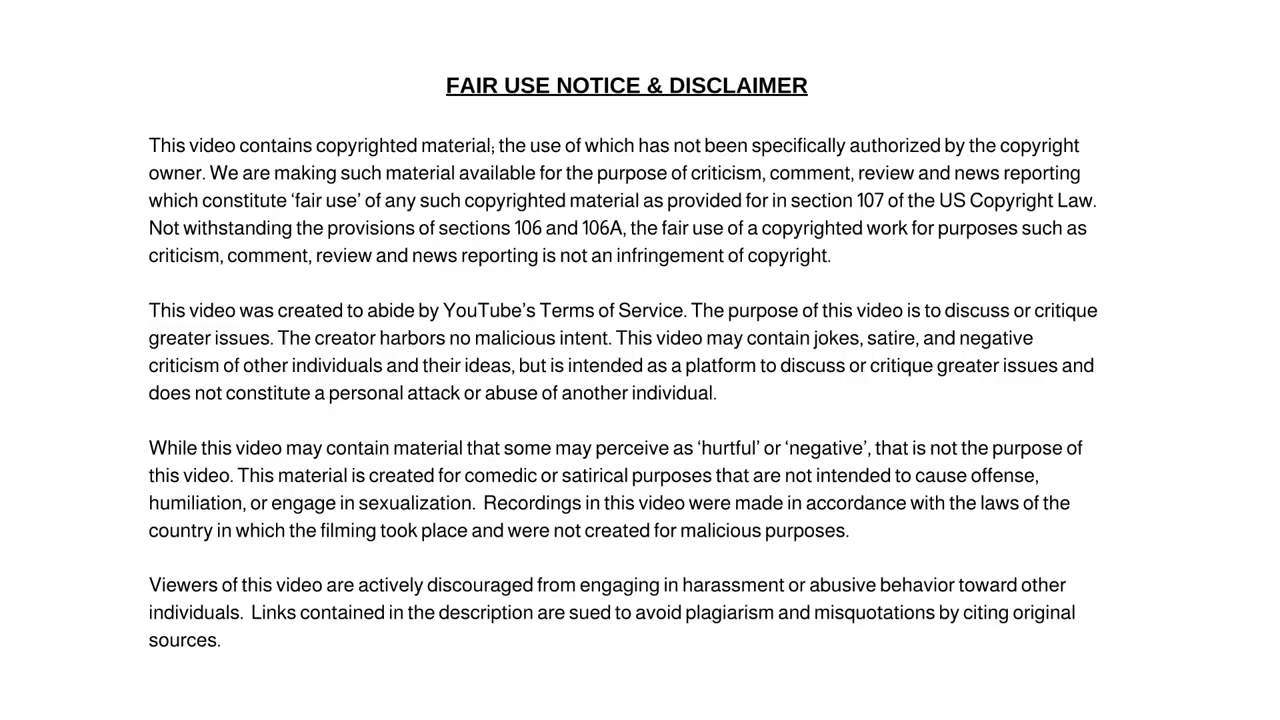 FAIR USE NOTICE & DISCLAIMER
This video contains copyrighted material; the use of which has not been specifically authorized by the copyright
owner. We are making such material available for the purpose of criticism, comment, review and news reporting
which constitute ‘fair use’ of any such copyrighted material as provided for in section 107 of the US Copyright Law.
Not withstanding the provisions of sections 106 and 106A, the fair use of a copyrighted work for purposes such as
criticism, comment, review and news reporting is not an infringement of copyright.
This video was created to abide by YouTube’s Terms of Service. The purpose of this video is to discuss or critique
greater issues. The creator harbors no malicious intent. This video may contain jokes, satire, and negative
criticism of other individuals and their ideas, but is intended as a platform to discuss or critique greater issues and
does not constitute a personal attack or abuse of another individual.
While this video may contain material that some may perceive as ‘hurtful’ or ‘negative’, that is not the purpose of
this video. This material is created for comedic or satirical purposes that are not intended to cause offense,
humiliation, or engage in sexualization.  Recordings in this video were made in accordance with the laws of the
country in which the filming took place and were not created for malicious purposes.
Viewers of this video are actively discouraged from engaging in harassment or abusive behavior toward other
individuals.  Links contained in the description are sued to avoid plagiarism and misquotations by citing original
sources.